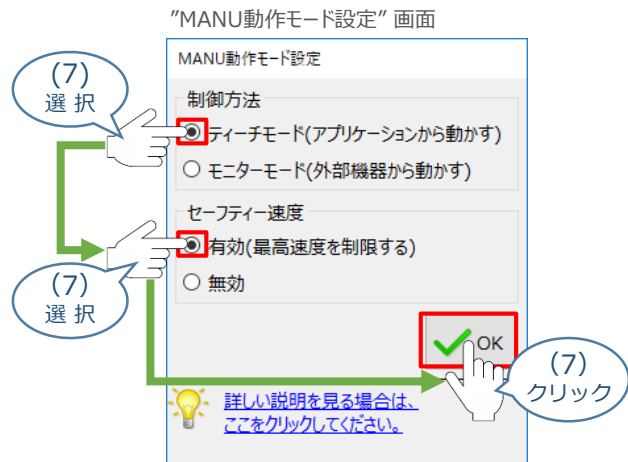 ”MANU動作モード設定” 画面
MANU動作モード設定
制御方法
(7)
選 択
ティーチモード(アプリケーションから動かす)
モニターモード(外部機器から動かす)
セーフティー速度
有効(最高速度を制限する)
(7)
選 択
無効
OK
(7)
クリック
詳しい説明を見る場合は、
ここをクリックしてください。